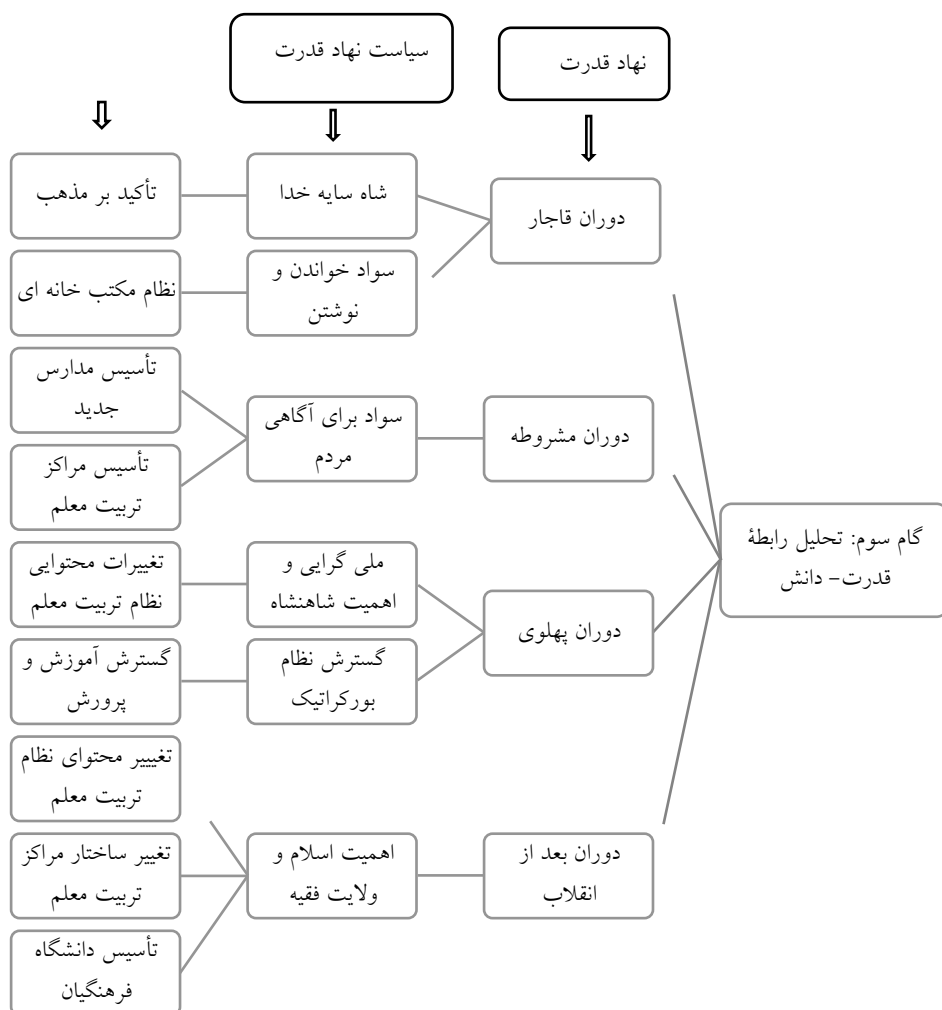 نهاد قدرت
سیاست نهاد قدرت
گام سوم: تحلیل رابطهٔ
قدرت- دانش
دوران قاجار
شاه سایه خدا
تأکید بر مذهب
سواد خواندن و
نوشتن
نظام مکتب خانه ای
دوران مشروطه
سواد برای آگاهی
مردم
تأسیس مدارس
جدید
تأسیس مراکز
تربیت معلم
دوران پهلوی
ملی گرایی و
اهمیت شاهنشاه
تغییرات محتوایی
نظام تربیت معلم
گسترش نظام
بورکراتیک
گسترش آموزش و
پرورش
دوران بعد از
انقلاب
اهمیت اسلام و
ولایت فقیه
تغیییر محتوای نظام
تربیت معلم
تغییر ساختار مراکز
تربیت معلم
تأسیس دانشگاه
فرهنگیان